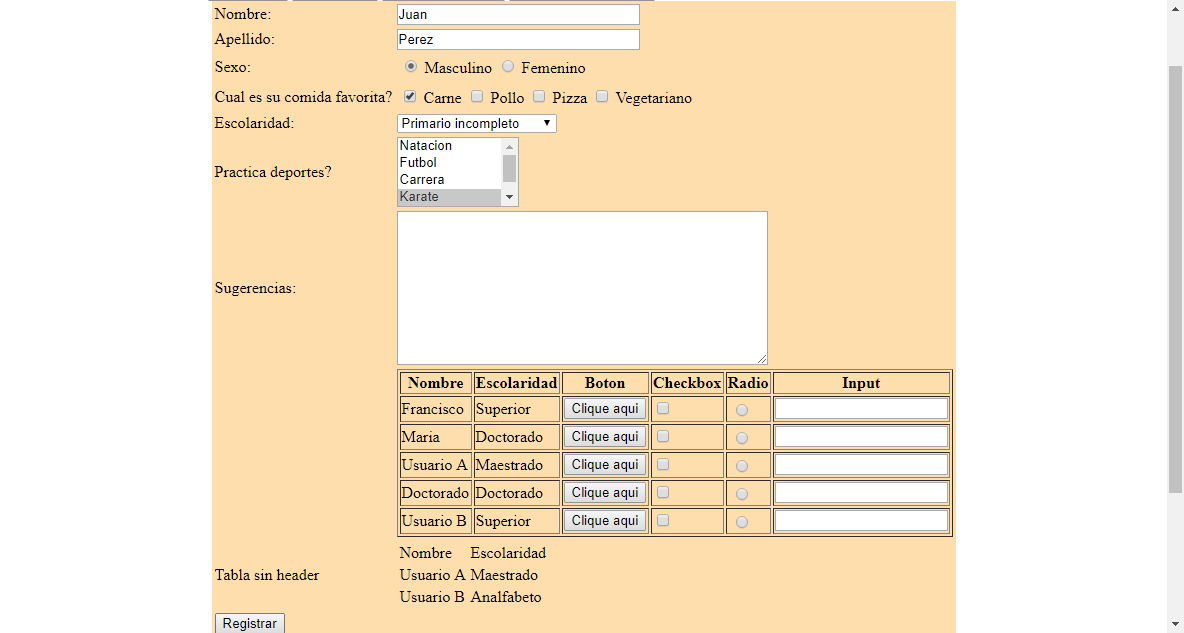 Nombre: Juan
Apellido: Perez
Sexo: Masculino Femenino
Cual es su comida favorita? Carne Pollo Pizza Vegetariano
Escolaridad: Primario incompleto
Practica deportes?
Natacion
Futbol
Carrera
Karate
Sugerencias:
Nombre Escolaridad Boton Checkbox Radio Input
Francisco Superior Clique aqui
Maria Doctorado Clique aqui
Usuario A Maestrado Clique aqui
Doctorado Doctorado Clique aqui
Usuario B Superior Clique aqui
Tabla sin header
Nombre Escolaridad
Usuario A Maestrado
Usuario B Analfabeto
Registrar